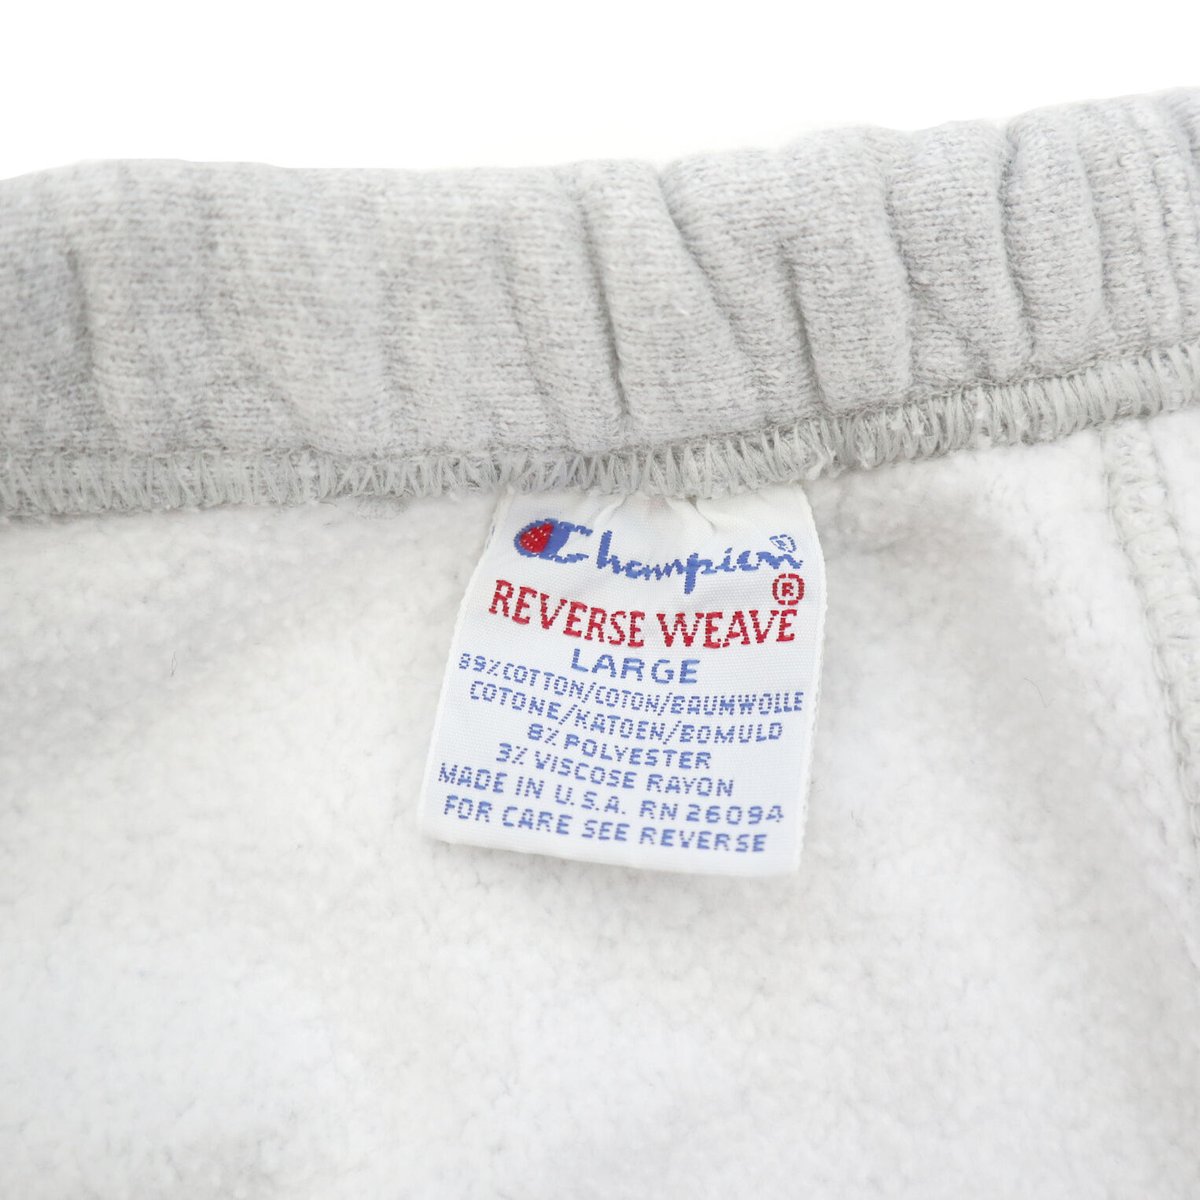 Champion®
REVERSE WEAVE®
LARGE
89% COTTON/COTON/BAUMWOLLE
COTONE/KATOEN/BOMULD
8% POLYESTER
3% VISCOSE RAYON
MADE IN U.S.A. RN 26094
FOR CARE SEE REVERSE